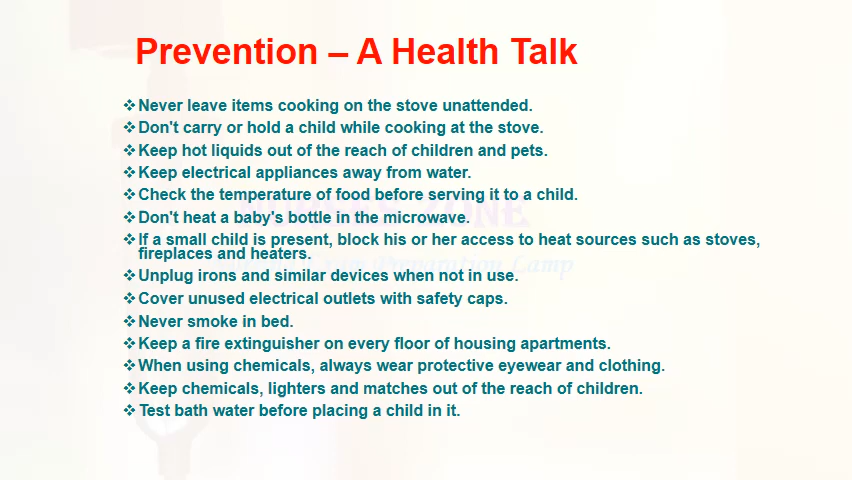 Prevention – A Health Talk
❖Never leave items cooking on the stove unattended.
❖Don't carry or hold a child while cooking at the stove.
❖Keep hot liquids out of the reach of children and pets.
❖Keep electrical appliances away from water.
❖Check the temperature of food before serving it to a child.
❖Don't heat a baby's bottle in the microwave.
❖If a small child is present, block his or her access to heat sources such as stoves,
fireplaces and heaters.
❖Unplug irons and similar devices when not in use.
❖Cover unused electrical outlets with safety caps.
❖Never smoke in bed.
❖Keep a fire extinguisher on every floor of housing apartments.
❖When using chemicals, always wear protective eyewear and clothing.
❖Keep chemicals, lighters and matches out of the reach of children.
❖Test bath water before placing a child in it.